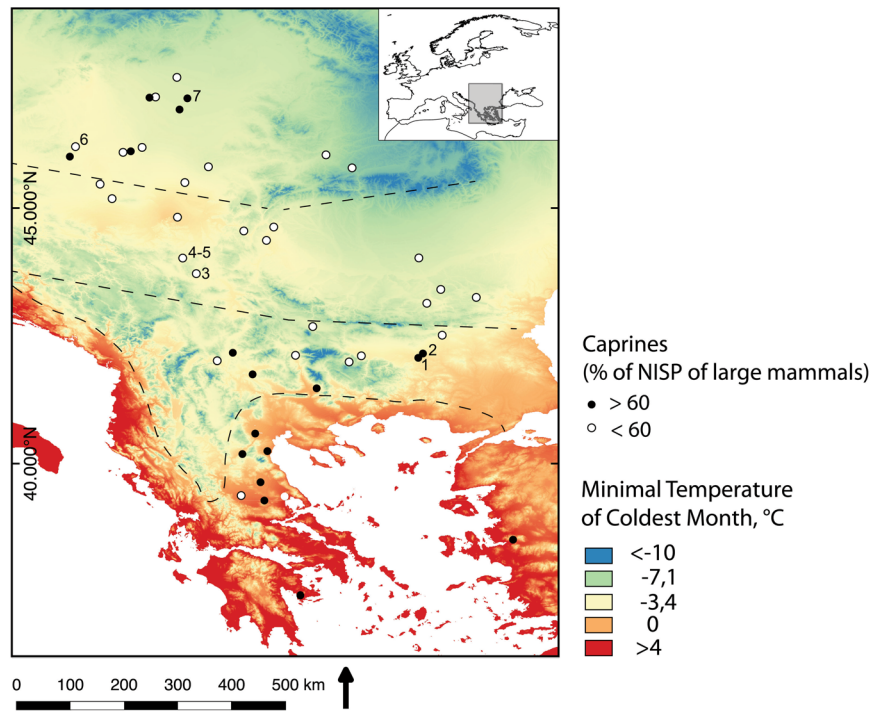 7
6
45.000°N
4-5
3
2
1
40.000°N
Caprines
(% of NISP of large mammals)
> 60
< 60
Minimal Temperature
of Coldest Month, °C
<-10
-7,1
-3,4
0
>4
0 100 200 300 400 500 km